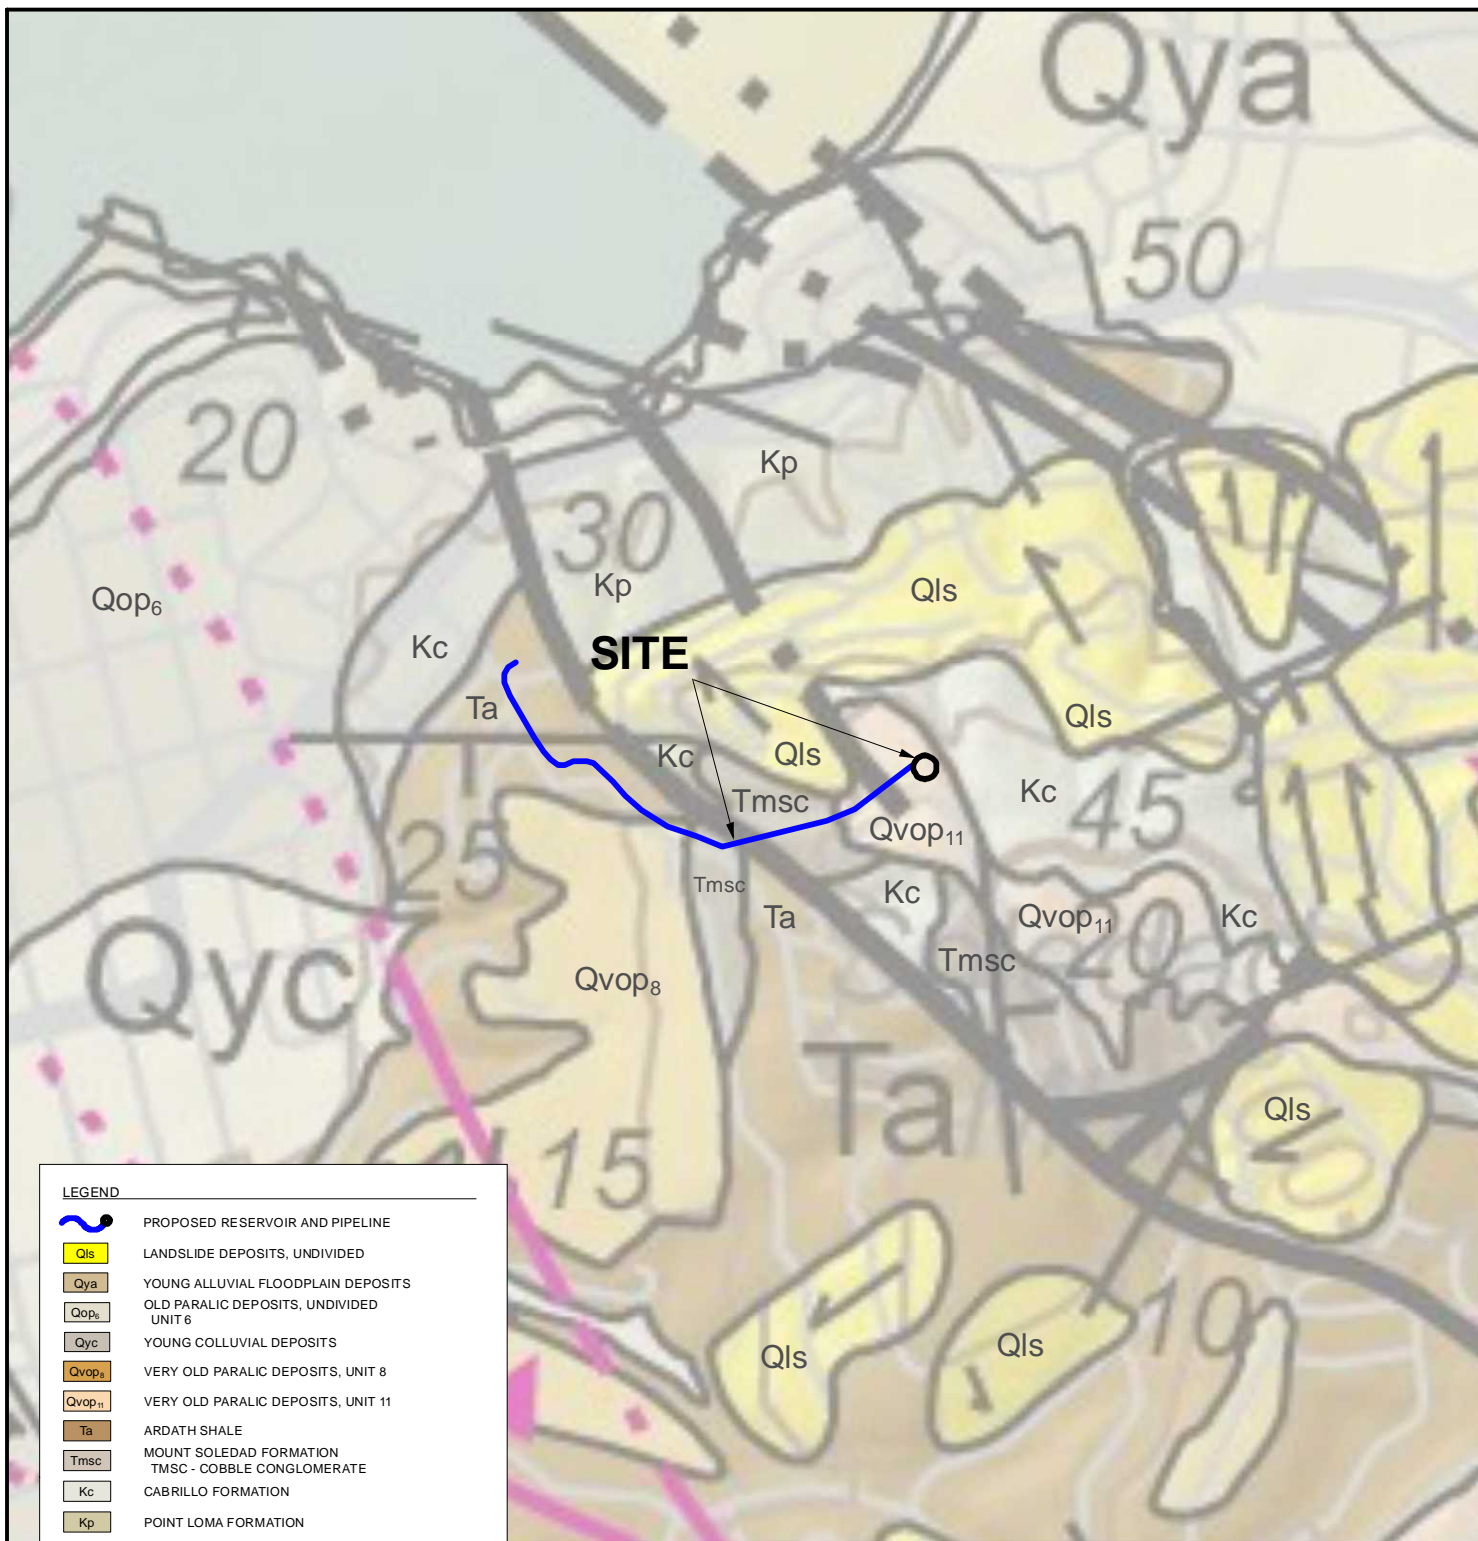 Qya
50
20
Kp
30
Kp
Qls
Qop₆
Kc
SITE
Ta
Qls
Kc
Qls
Kc
Tmsc
45
Qvop₁₁
25
Tmsc
Kc
Ta
Qvop₁₁
20
Kc
Qyc
Qvop₈
Tmsc
Ta
Qls
15
10
Qls
Qls
LEGEND
PROPOSED RESERVOIR AND PIPELINE
Qls LANDSLIDE DEPOSITS, UNDIVIDED
Qya YOUNG ALLUVIAL FLOODPLAIN DEPOSITS
Qop₆ OLD PARALIC DEPOSITS, UNDIVIDED
UNIT 6
Qyc YOUNG COLLUVIAL DEPOSITS
Qvop₈ VERY OLD PARALIC DEPOSITS, UNIT 8
Qvop₁₁ VERY OLD PARALIC DEPOSITS, UNIT 11
Ta ARDATH SHALE
Tmsc MOUNT SOLEDAD FORMATION
TMSC - COBBLE CONGLOMERATE
Kc CABRILLO FORMATION
Kp POINT LOMA FORMATION